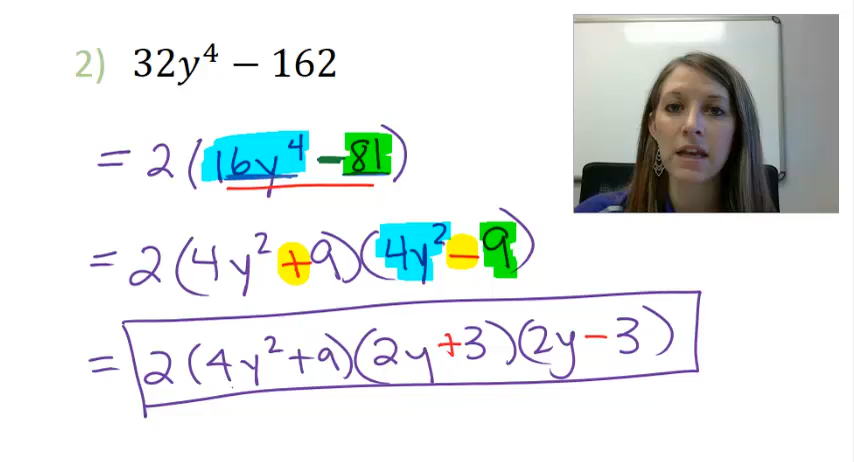 2) 32y⁴ − 162
= 2(16y⁴ − 81)
= 2(4y² + 9)(4y² − 9)
= 2(4y² + 9)(2y + 3)(2y − 3)